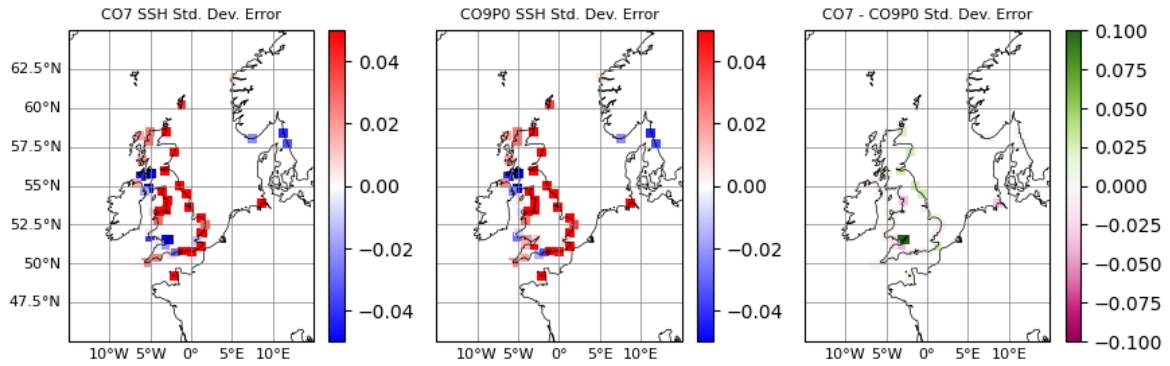 CO7 SSH Std. Dev. Error
CO9P0 SSH Std. Dev. Error
CO7 - CO9P0 Std. Dev. Error
62.5°N
60°N
57.5°N
55°N
52.5°N
50°N
47.5°N
10°W 5°W 0° 5°E 10°E
0.04
0.02
0.00
−0.02
−0.04
10°W 5°W 0° 5°E 10°E
0.04
0.02
0.00
−0.02
−0.04
10°W 5°W 0° 5°E 10°E
0.100
0.075
0.050
0.025
0.000
−0.025
−0.050
−0.075
−0.100